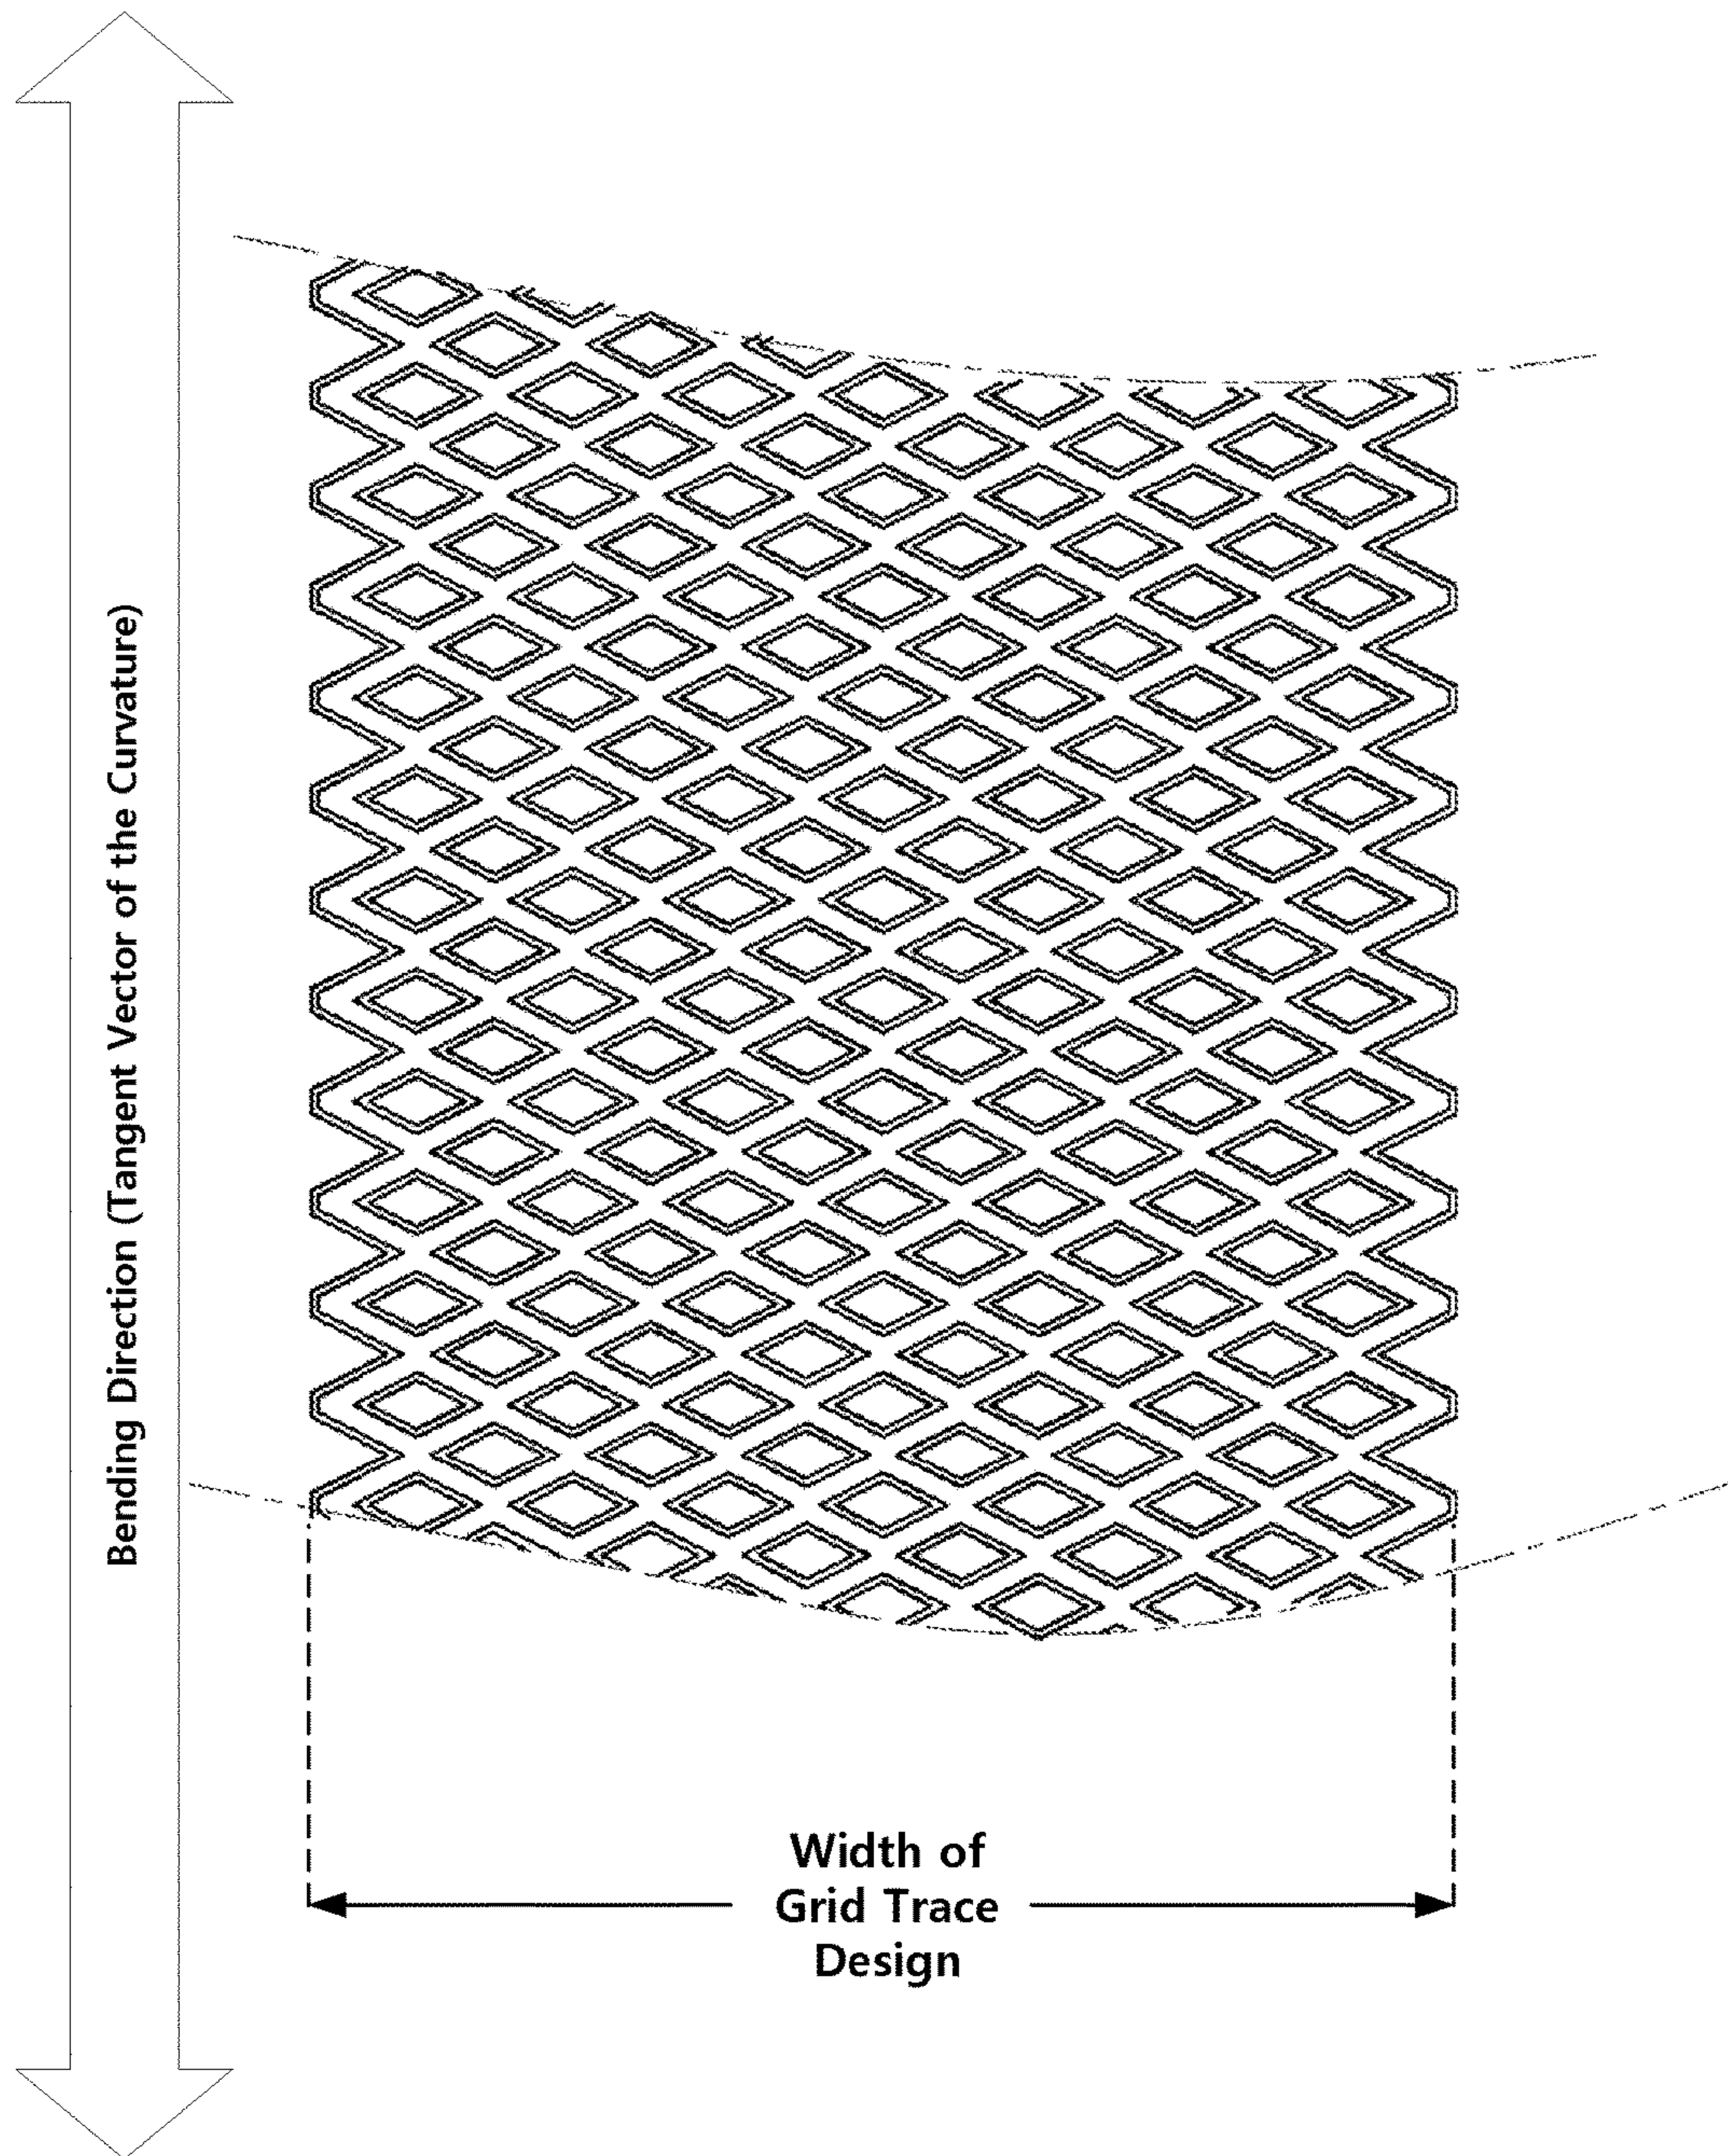 Bending Direction (Tangent Vector of the Curvature)
Width of
Grid Trace
Design